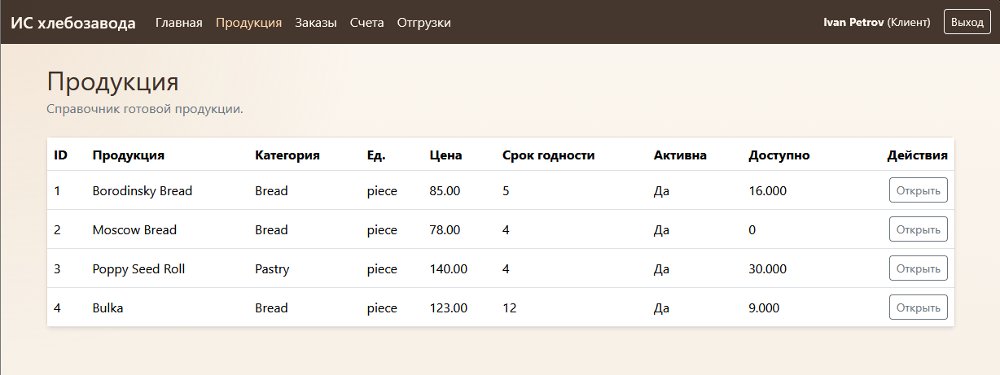 ИС хлебозавода Главная Продукция Заказы Счета Отгрузки Ivan Petrov (Клиент) Выход
Продукция
Справочник готовой продукции.
ID Продукция Категория Ед. Цена Срок годности Активна Доступно Действия
1 Borodinsky Bread Bread piece 85.00 5 Да 16.000 Открыть
2 Moscow Bread Bread piece 78.00 4 Да 0 Открыть
3 Poppy Seed Roll Pastry piece 140.00 4 Да 30.000 Открыть
4 Bulka Bread piece 123.00 12 Да 9.000 Открыть